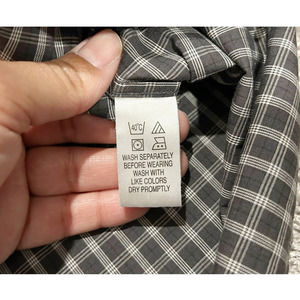 40°C
WASH SEPARATELY
BEFORE WEARING
WASH WITH
LIKE COLORS
DRY PROMPTLY